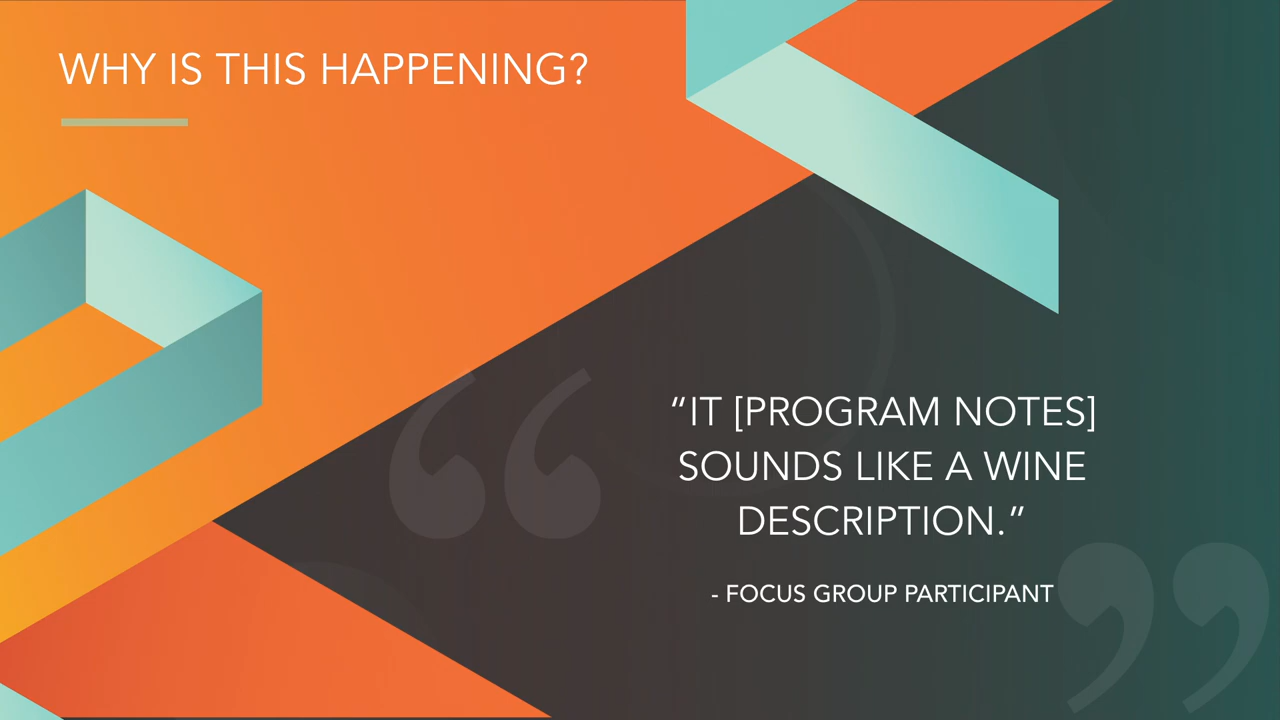 WHY IS THIS HAPPENING?
“IT [PROGRAM NOTES]
SOUNDS LIKE A WINE
DESCRIPTION.”
- FOCUS GROUP PARTICIPANT